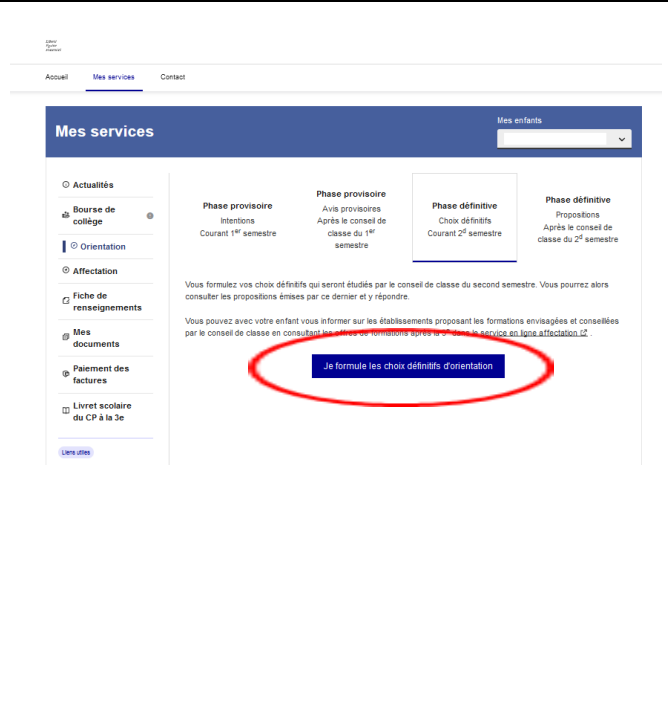 Accueil Mes services Contact
Mes services
Mes enfants
Actualités
Bourse de
collège
Orientation
Affectation
Fiche de
renseignements
Mes
documents
Paiement des
factures
Livret scolaire
du CP à la 3e
Liens utiles
Phase provisoire
Intentions
Courant 1er semestre
Phase provisoire
Avis provisoires
Après le conseil de
classe du 1er
semestre
Phase définitive
Choix définitifs
Courant 2d semestre
Phase définitive
Propositions
Après le conseil de
classe du 2d semestre
Vous formulez vos choix définitifs qui seront étudiés par le conseil de classe du second semestre. Vous pourrez alors
consulter les propositions émises par ce dernier et y répondre.
Vous pouvez avec votre enfant vous informer sur les établissements proposant les formations envisagées et conseillées
par le conseil de classe en consultant les offres de formations après la 3e dans le service en ligne affectation .
Je formule les choix définitifs d'orientation